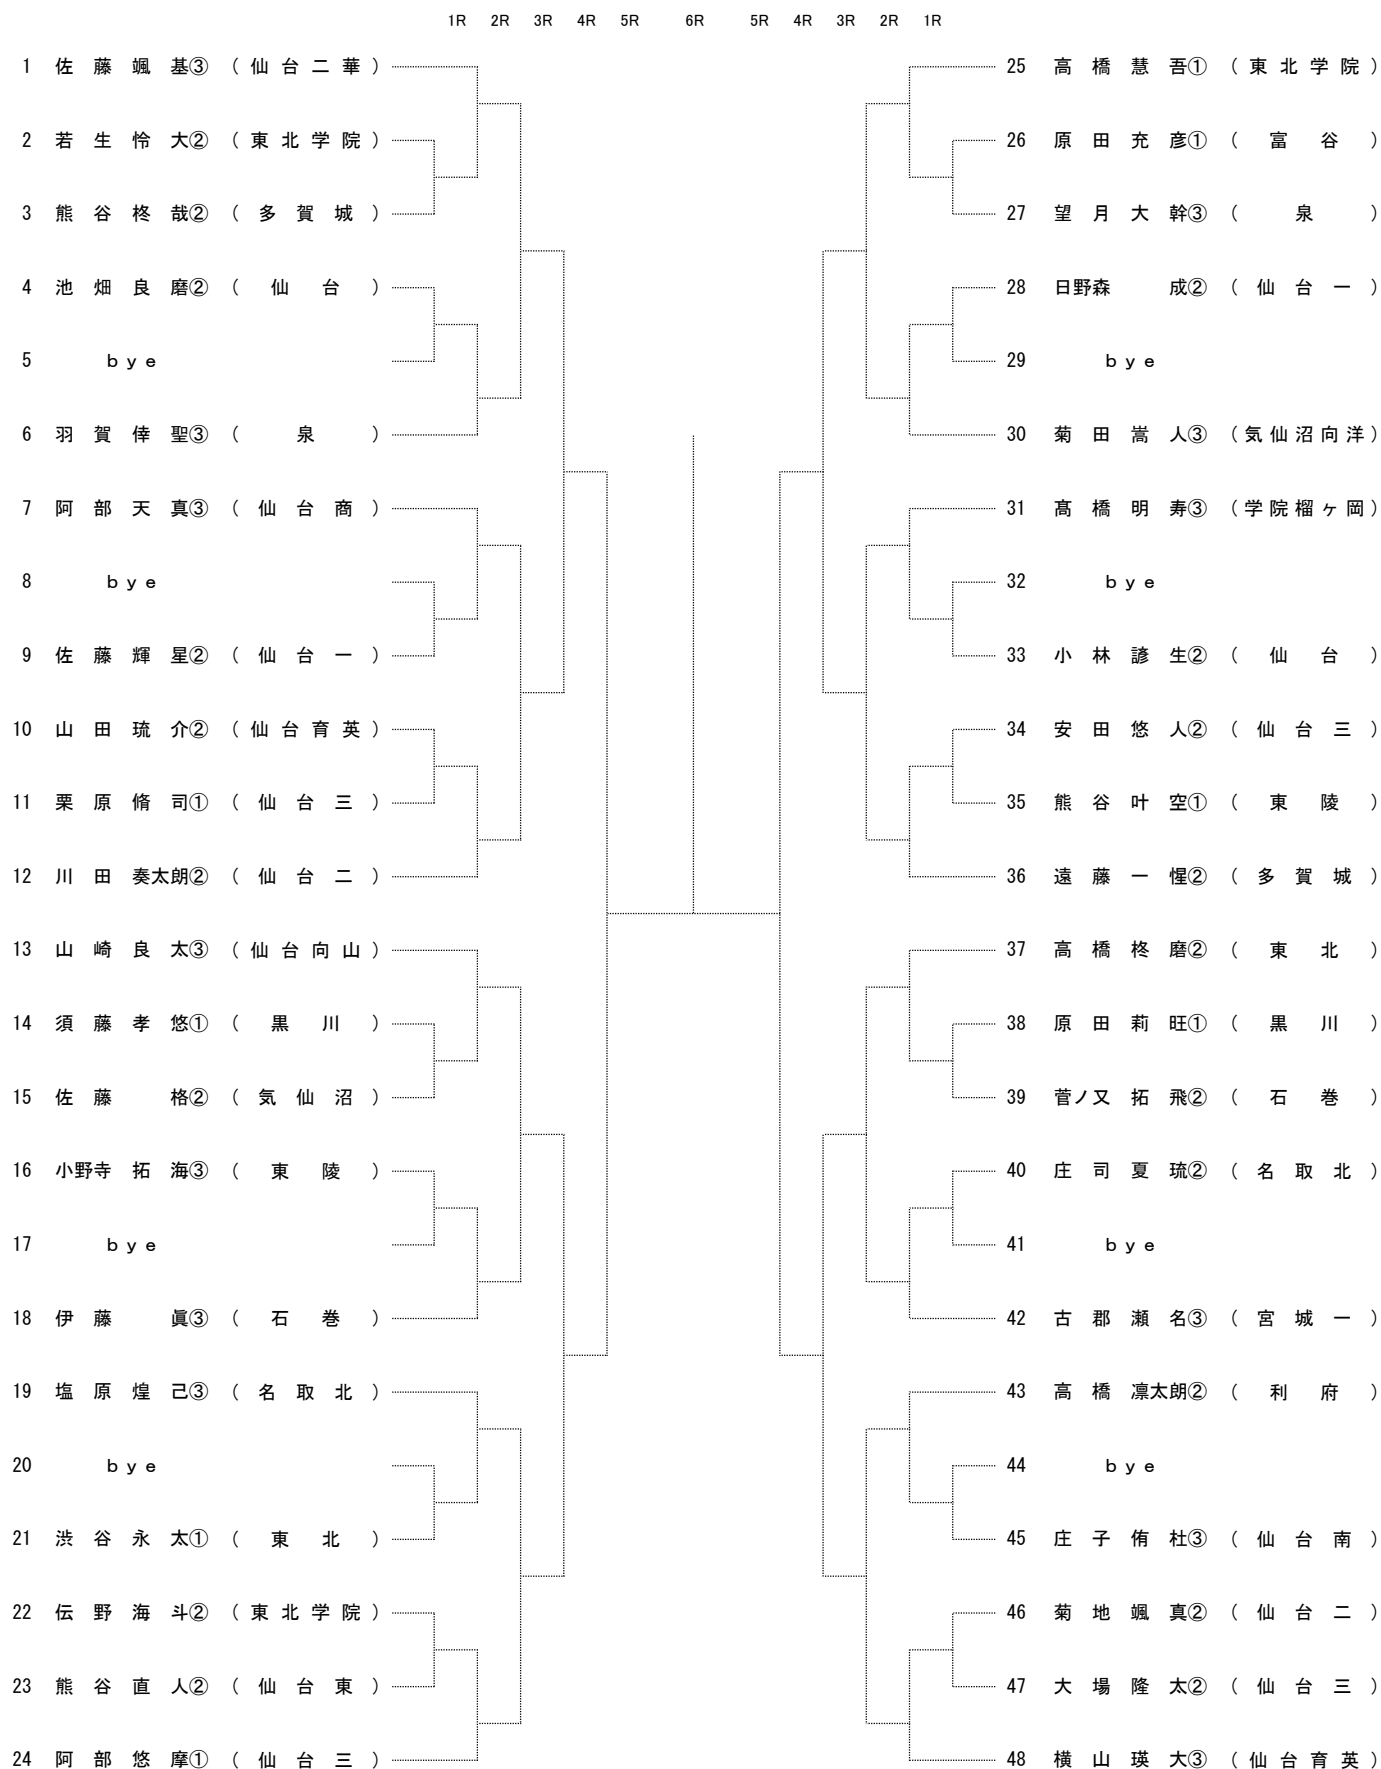 1R 2R 3R 4R 5R 6R 5R 4R 3R 2R 1R
1 佐藤颯基③ (仙台二華) 25 高橋慧吾① (東北学院)
2 若生怜大② (東北学院) 26 原田充彦① (富谷)
3 熊谷柊哉② (多賀城) 27 望月大幹③ (泉)
4 池畑良磨② (仙台) 28 日野森成② (仙台一)
5 bye 29 bye
6 羽賀倖聖③ (泉) 30 菊田嵩人③ (気仙沼向洋)
7 阿部天真③ (仙台商) 31 髙橋明寿③ (学院榴ヶ岡)
8 bye 32 bye
9 佐藤輝星② (仙台一) 33 小林諺生② (仙台)
10 山田琉介② (仙台育英) 34 安田悠人② (仙台三)
11 栗原脩司① (仙台三) 35 熊谷叶空① (東陵)
12 川田奏太朗② (仙台二) 36 遠藤一惺② (多賀城)
13 山崎良太③ (仙台向山) 37 高橋柊磨② (東北)
14 須藤孝悠① (黒川) 38 原田莉旺① (黒川)
15 佐藤格② (気仙沼) 39 菅ノ又拓飛② (石巻)
16 小野寺拓海③ (東陵) 40 庄司夏琉② (名取北)
17 bye 41 bye
18 伊藤眞③ (石巻) 42 古郡瀬名③ (宮城一)
19 塩原煌己③ (名取北) 43 高橋凛太朗② (利府)
20 bye 44 bye
21 渋谷永太① (東北) 45 庄子侑杜③ (仙台南)
22 伝野海斗② (東北学院) 46 菊地颯真② (仙台二)
23 熊谷直人② (仙台東) 47 大場隆太② (仙台三)
24 阿部悠摩① (仙台三) 48 横山瑛大③ (仙台育英)